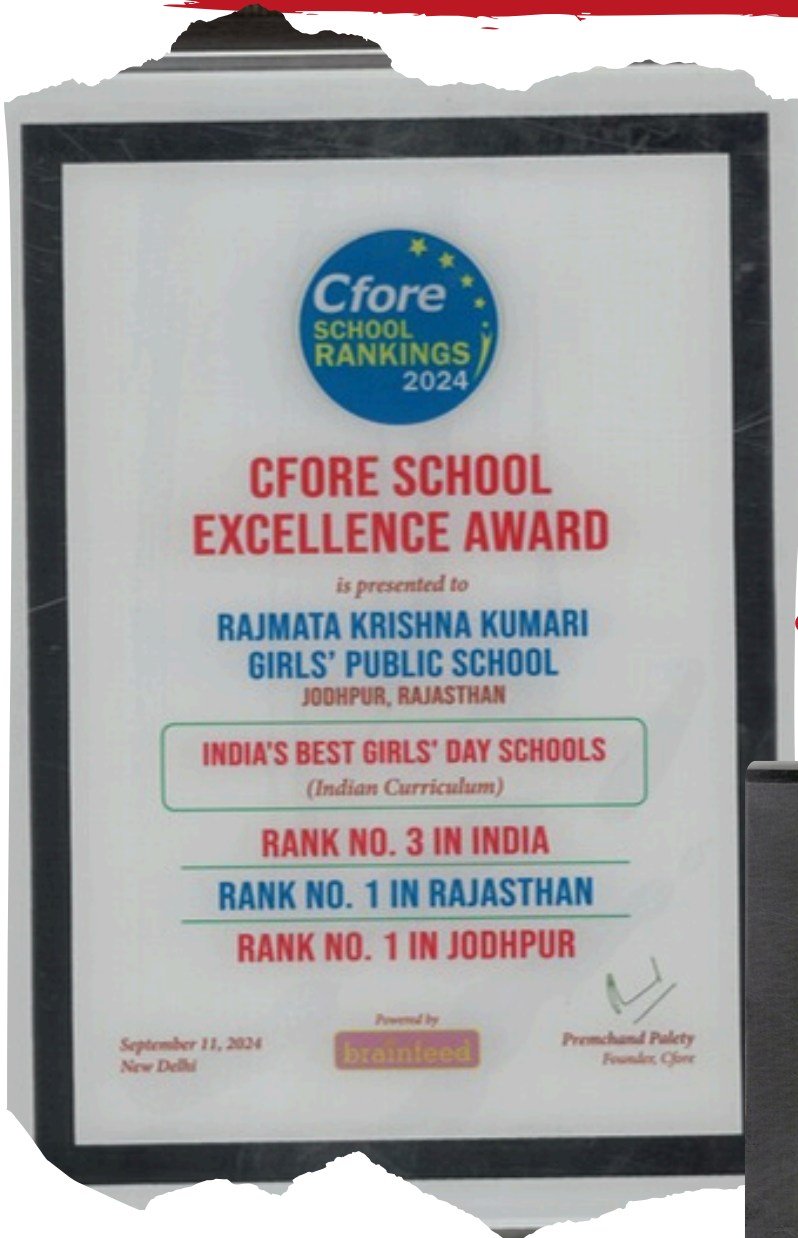 Cfore
SCHOOL
RANKINGS
2024
CFORE SCHOOL
EXCELLENCE AWARD
is presented to
RAJMATA KRISHNA KUMARI
GIRLS' PUBLIC SCHOOL
JODHPUR, RAJASTHAN
INDIA'S BEST GIRLS' DAY SCHOOLS
(Indian Curriculum)
RANK NO. 3 IN INDIA
RANK NO. 1 IN RAJASTHAN
RANK NO. 1 IN JODHPUR
September 11, 2024
New Delhi
Powered by
brainfeed
Premchand Palety
Founder, Cfore